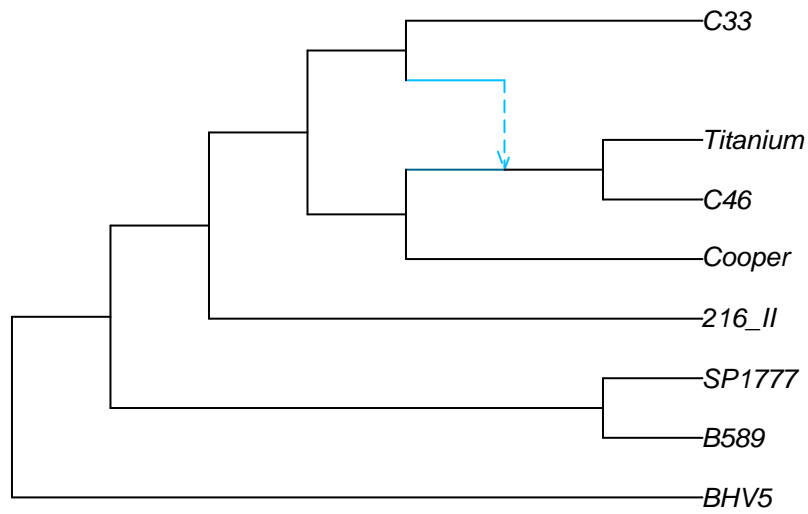 C33
Titanium
C46
Cooper
216_II
SP1777
B589
BHV5